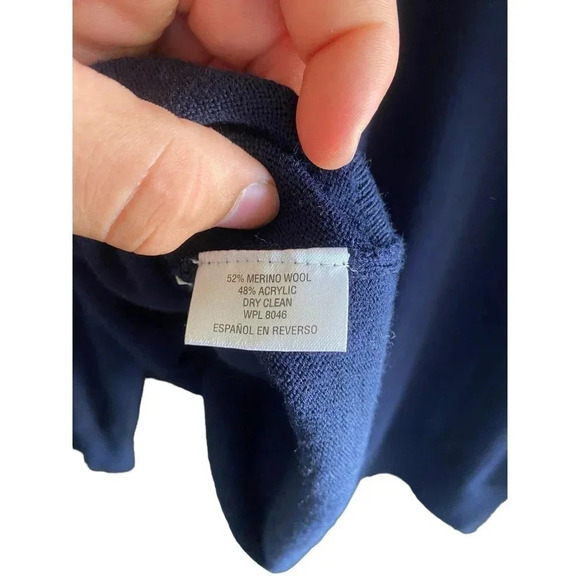 52% MERINO WOOL
48% ACRYLIC
DRY CLEAN
WPL 8046
ESPAÑOL EN REVERSO